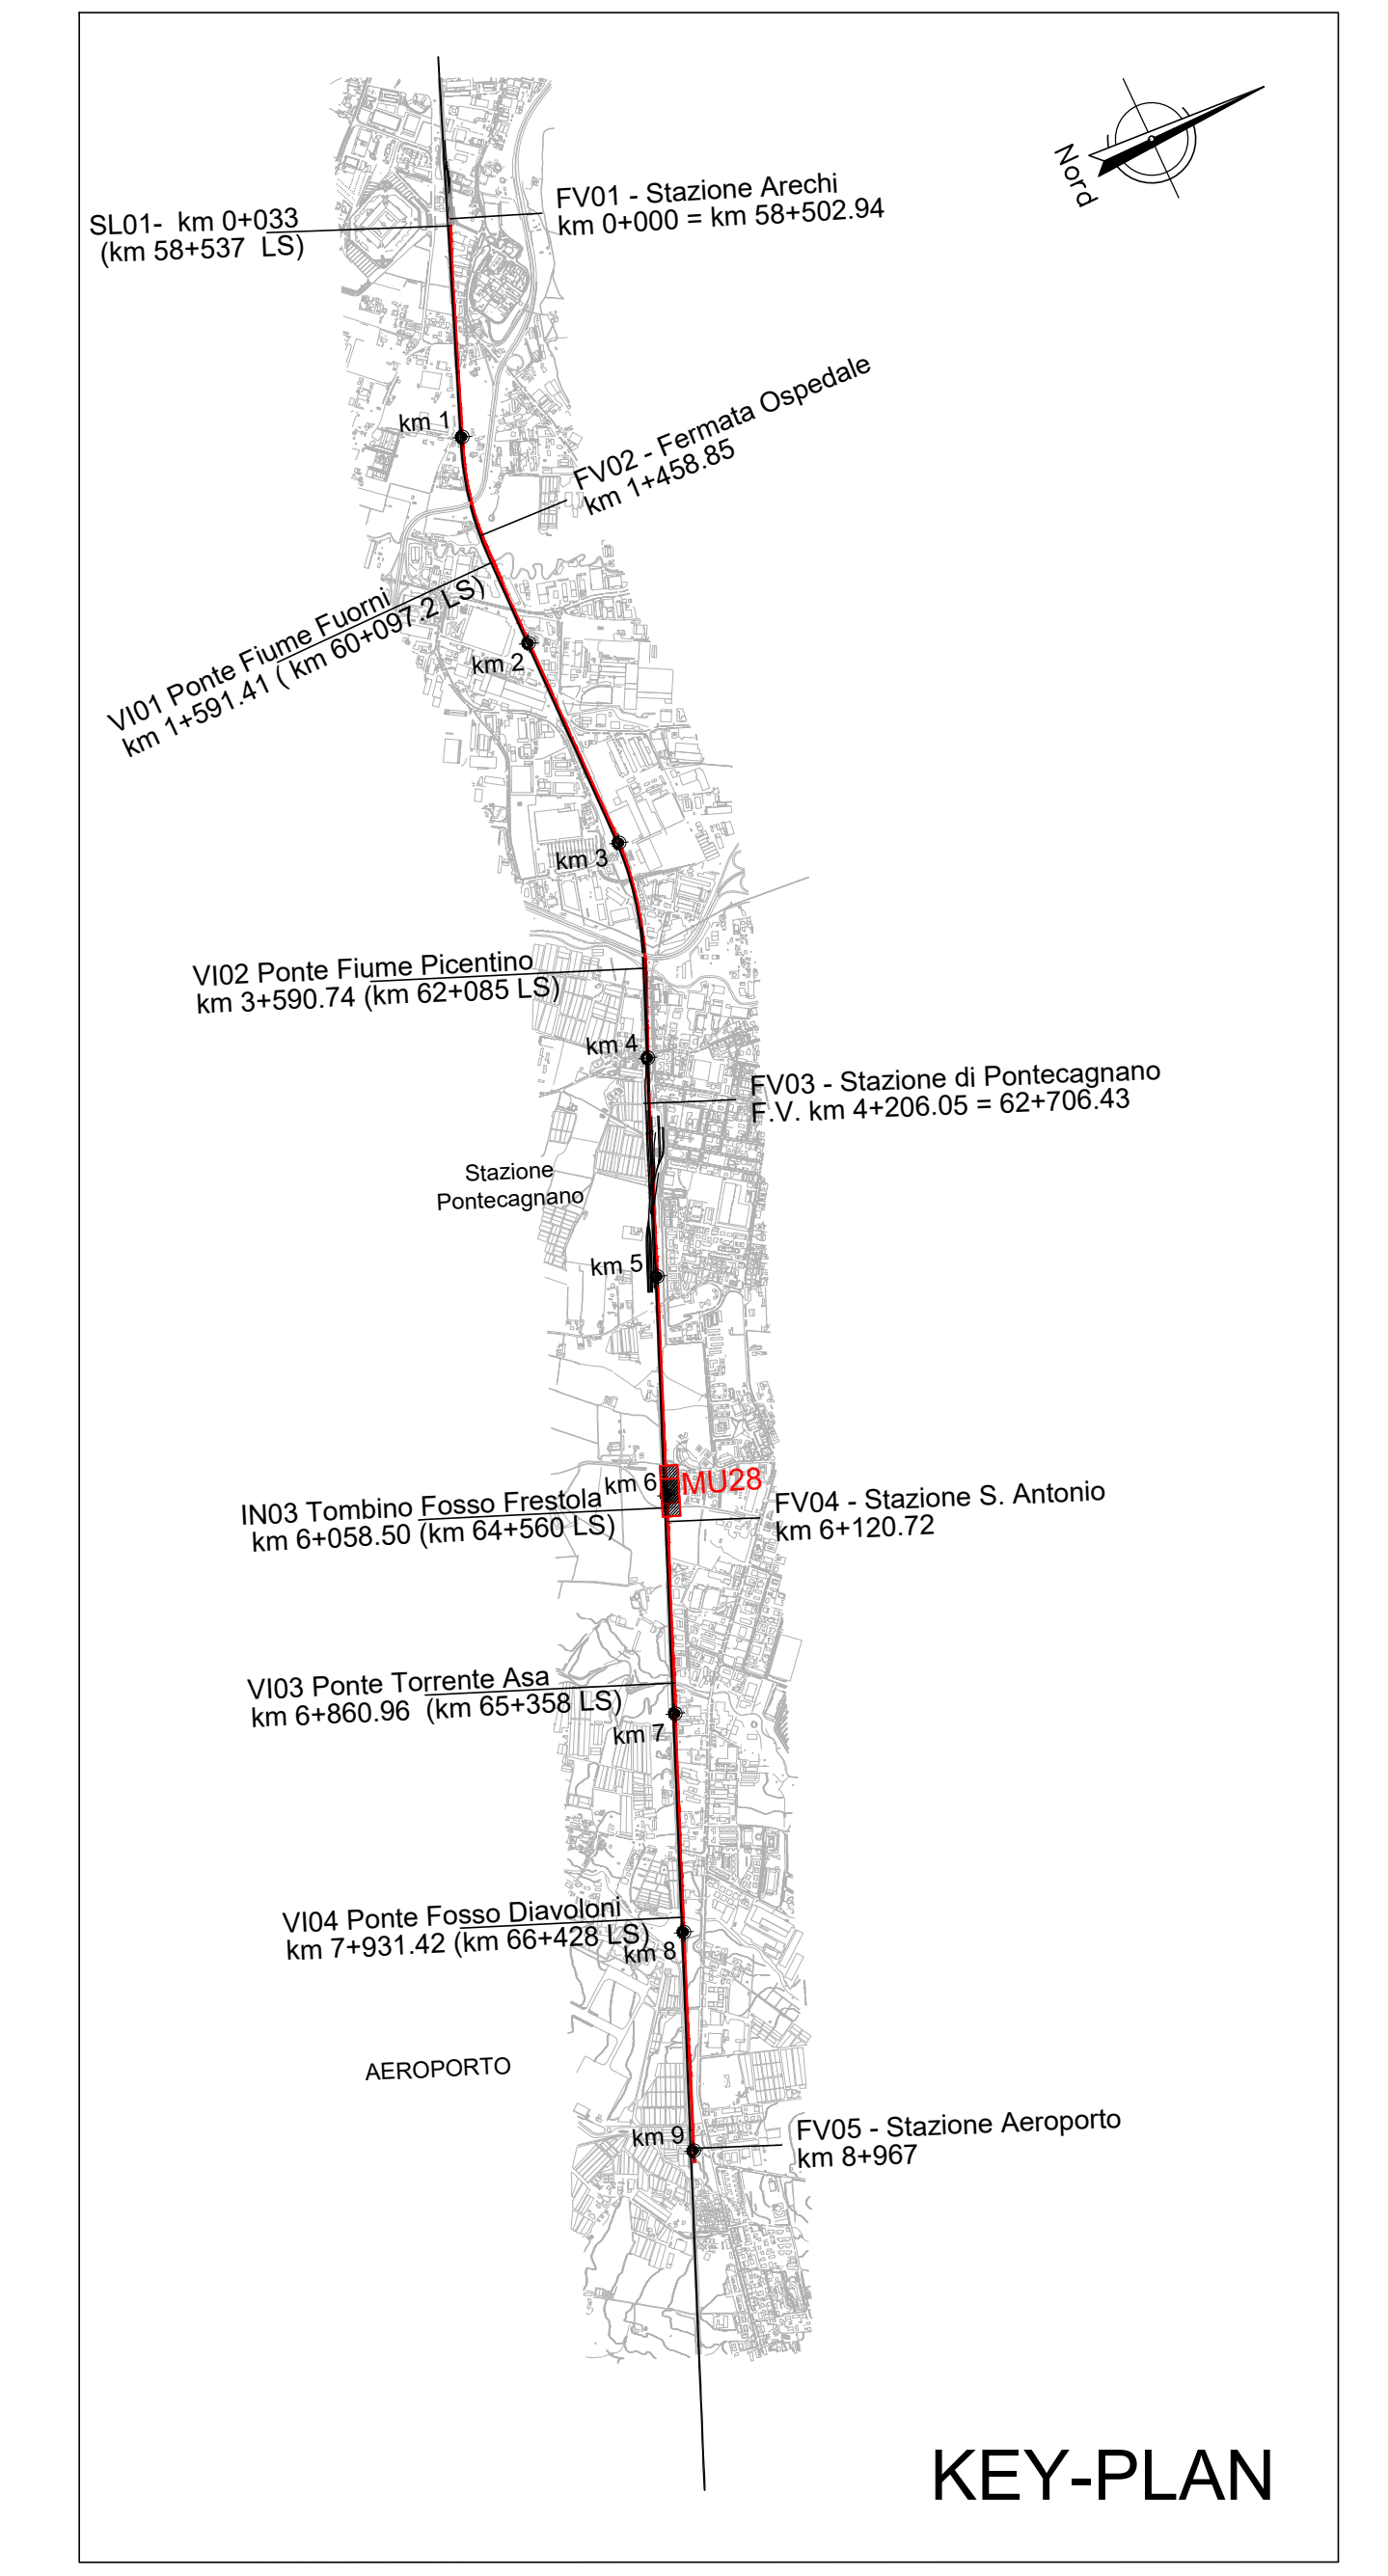 Nord
FV01 - Stazione Arechi
km 0+000 = km 58+502.94
SL01- km 0+033
(km 58+537 LS)
km 1
FV02 - Fermata Ospedale
km 1+458.85
VI01 Ponte Fiume Fuorni
km 1+591.41 ( km 60+097.2 LS)
km 2
km 3
VI02 Ponte Fiume Picentino
km 3+590.74 (km 62+085 LS)
km 4
FV03 - Stazione di Pontecagnano
F.V. km 4+206.05 = 62+706.43
Stazione
Pontecagnano
km 5
km 6
MU28
IN03 Tombino Fosso Frestola
km 6+058.50 (km 64+560 LS)
FV04 - Stazione S. Antonio
km 6+120.72
VI03 Ponte Torrente Asa
km 6+860.96 (km 65+358 LS)
km 7
VI04 Ponte Fosso Diavoloni
km 7+931.42 (km 66+428 LS)
km 8
AEROPORTO
km 9
FV05 - Stazione Aeroporto
km 8+967
KEY-PLAN